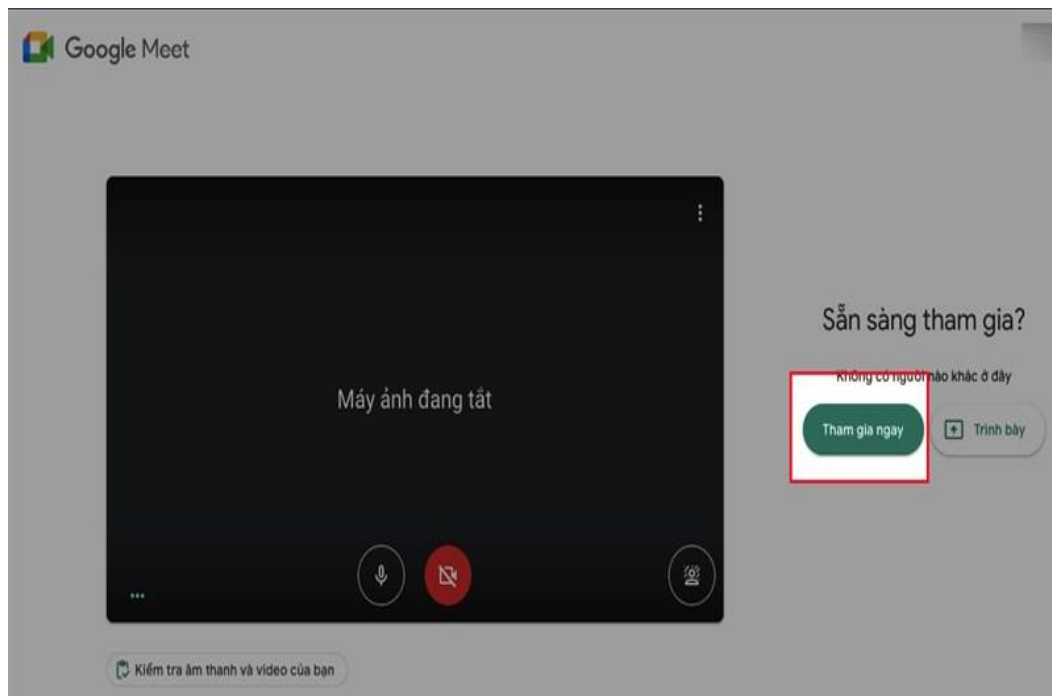 Google Meet
Máy ảnh đang tắt
Sẵn sàng tham gia?
Không có người nào khác ở đây
Tham gia ngay
Trình bày
Kiểm tra âm thanh và video của bạn